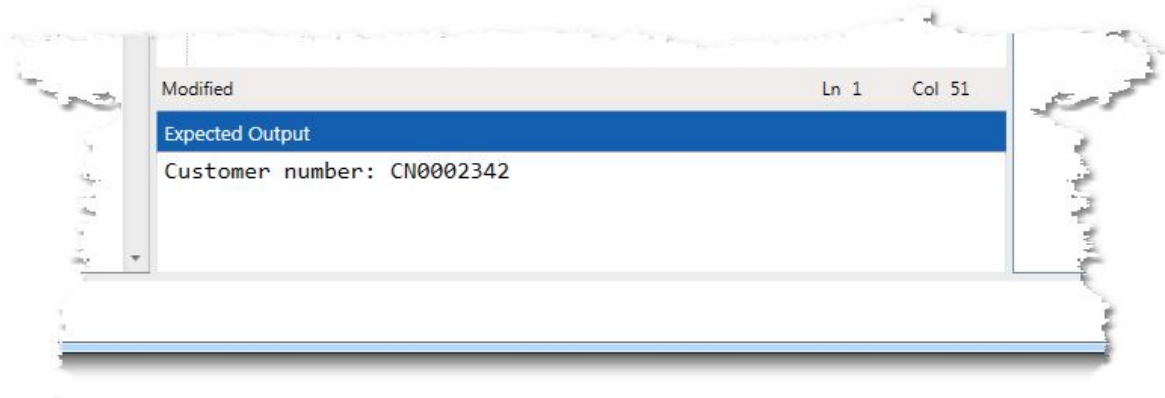 Modified Ln 1 Col 51
Expected Output
Customer number: CN0002342